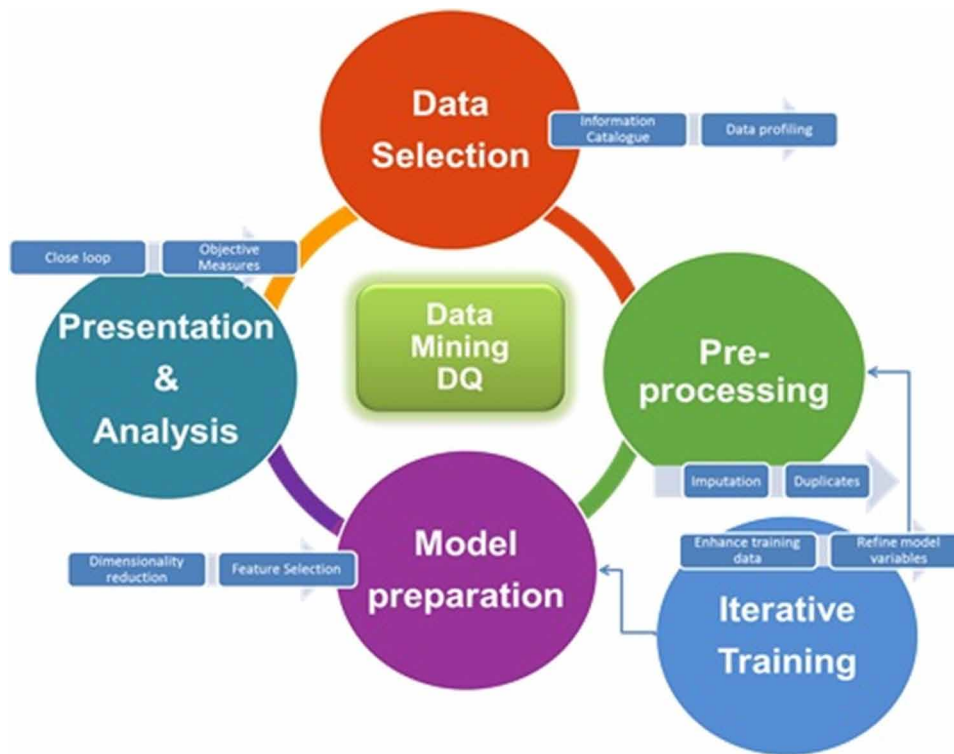 Data
Selection
Information
Catalogue
Data profiling
Close loop
Objective
Measures
Presentation
&
Analysis
Data
Mining
DQ
Pre-
processing
Imputation
Duplicates
Model
preparation
Dimensionality
reduction
Feature Selection
Enhance training
data
Refine model
variables
Iterative
Training